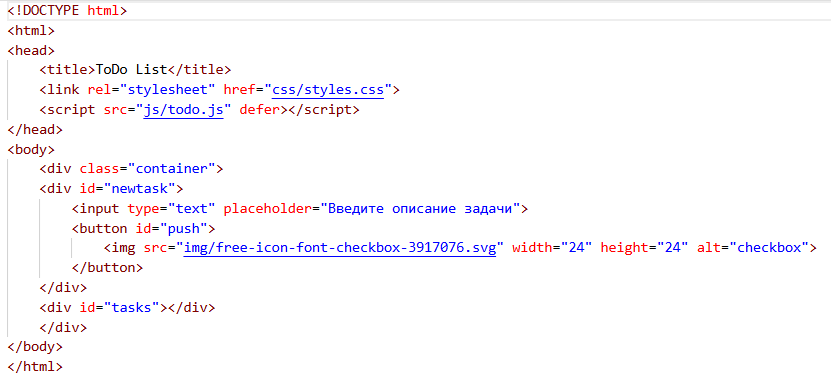 <!DOCTYPE html>
<html>
<head>
    <title>ToDo List</title>
    <link rel="stylesheet" href="css/styles.css">
    <script src="js/todo.js" defer></script>
</head>
<body>
    <div class="container">
    <div id="newtask">
        <input type="text" placeholder="Введите описание задачи">
        <button id="push">
            <img src="img/free-icon-font-checkbox-3917076.svg" width="24" height="24" alt="checkbox">
        </button>
    </div>
    <div id="tasks"></div>
    </div>
</body>
</html>